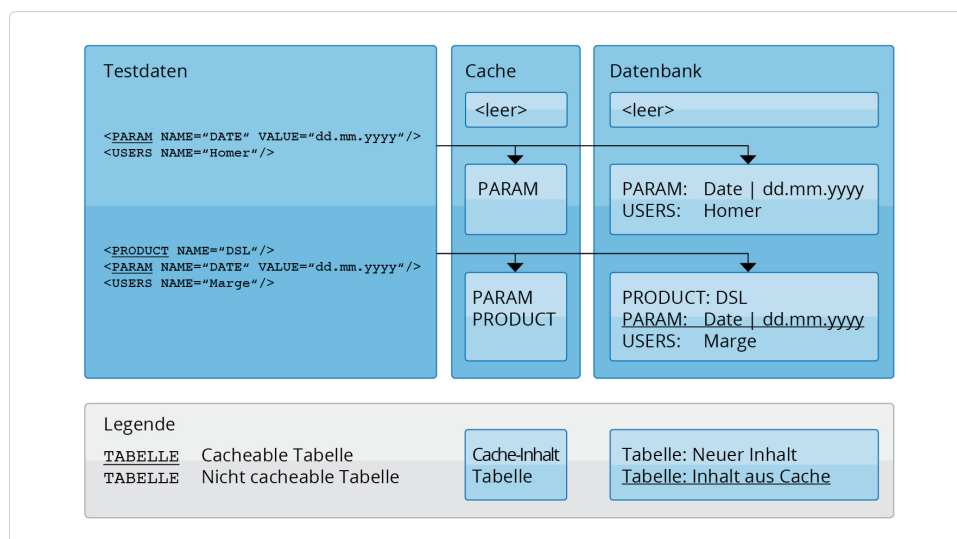 Testdaten
<PARAM NAME=“DATE“ VALUE=“dd.mm.yyyy“/>
<USERS NAME=“Homer“/>
<PRODUCT NAME=“DSL“/>
<PARAM NAME=“DATE“ VALUE=“dd.mm.yyyy“/>
<USERS NAME=“Marge“/>
Cache
<leer>
PARAM
PARAM
PRODUCT
Datenbank
<leer>
PARAM: Date | dd.mm.yyyy
USERS: Homer
PRODUCT: DSL
PARAM: Date | dd.mm.yyyy
USERS: Marge
Legende
TABELLE Cacheable Tabelle
TABELLE Nicht cacheable Tabelle
Cache-Inhalt
Tabelle
Tabelle: Neuer Inhalt
Tabelle: Inhalt aus Cache